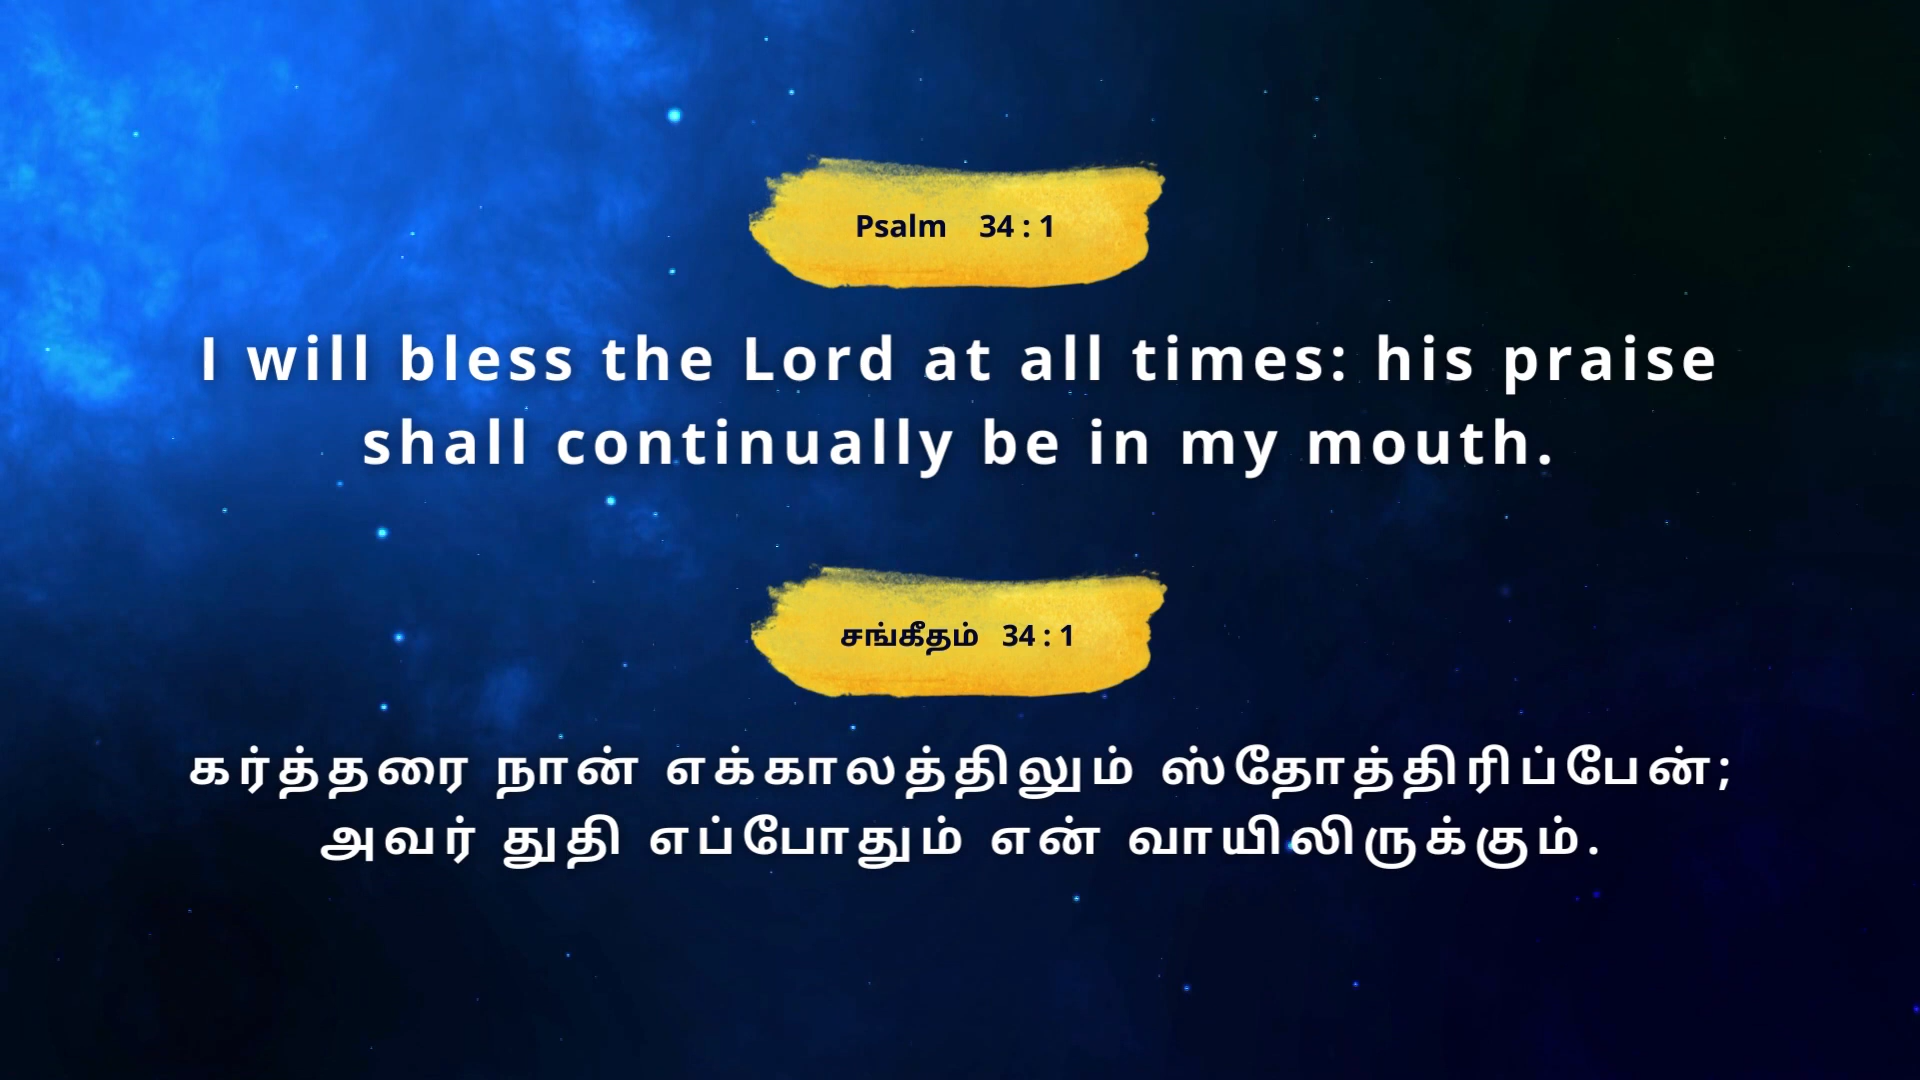 Psalm 34 : 1
I will bless the Lord at all times: his praise
shall continually be in my mouth.
சங்கீதம் 34 : 1
கர்த்தரை நான் எக்காலத்திலும் ஸ்தோத்திரிப்பேன்;
அவர் துதி எப்போதும் என் வாயிலிருக்கும்.